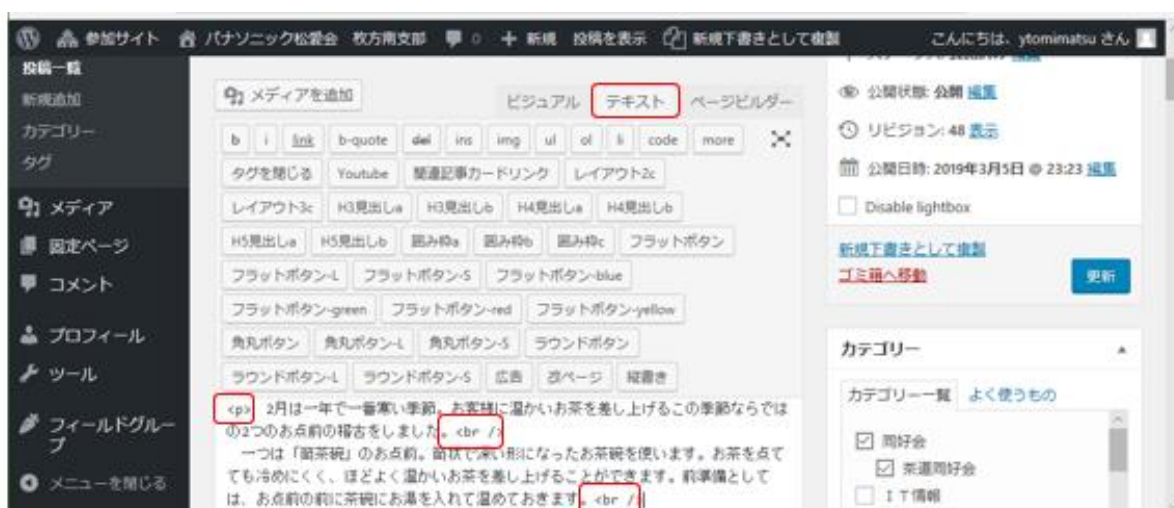 参加サイト パナソニック松愛会 枚方南支部 0 + 新規 投稿を表示 新規下書きとして複製 こんにちは、ytomimatsu さん
投稿一覧
新規追加
カテゴリー
タグ
メディア
固定ページ
コメント
プロフィール
ツール
フィールドグルー
プ
メニューを閉じる
メディアを追加
ビジュアル テキスト ページビルダー
b i link b-quote del ins img ul ol li code more
タグを閉じる Youtube 関連記事カードリンク レイアウト2c
レイアウト3c H3見出しa H3見出しb H4見出しa H4見出しb
H5見出しa H5見出しb 囲み枠a 囲み枠b 囲み枠c フラットボタン
フラットボタン-L フラットボタン-S フラットボタン-blue
フラットボタン-green フラットボタン-red フラットボタン-yellow
角丸ボタン 角丸ボタン-L 角丸ボタン-S ラウンドボタン
ラウンドボタン-L ラウンドボタン-S 広告 改ページ 縦書き
<p> 2月は一年で一番寒い季節。お客様に温かいお茶を差し上げるこの季節ならでは
の2つのお点前の稽古をしました。<br />
一つは「筒茶碗」のお点前。筒状で深い形になったお茶碗を使います。お茶を点て
ても冷めにくく、ほどよく温かいお茶を差し上げることができます。前準備として
は、お点前の前に茶碗にお湯を入れて温めておきます。<br />
公開状態: 公開 編集
リビジョン: 48 表示
公開日時: 2019年3月5日 @ 23:23 編集
Disable lightbox
新規下書きとして複製
ゴミ箱へ移動
更新
カテゴリー
カテゴリー一覧 よく使うもの
同好会
茶道同好会
IT情報